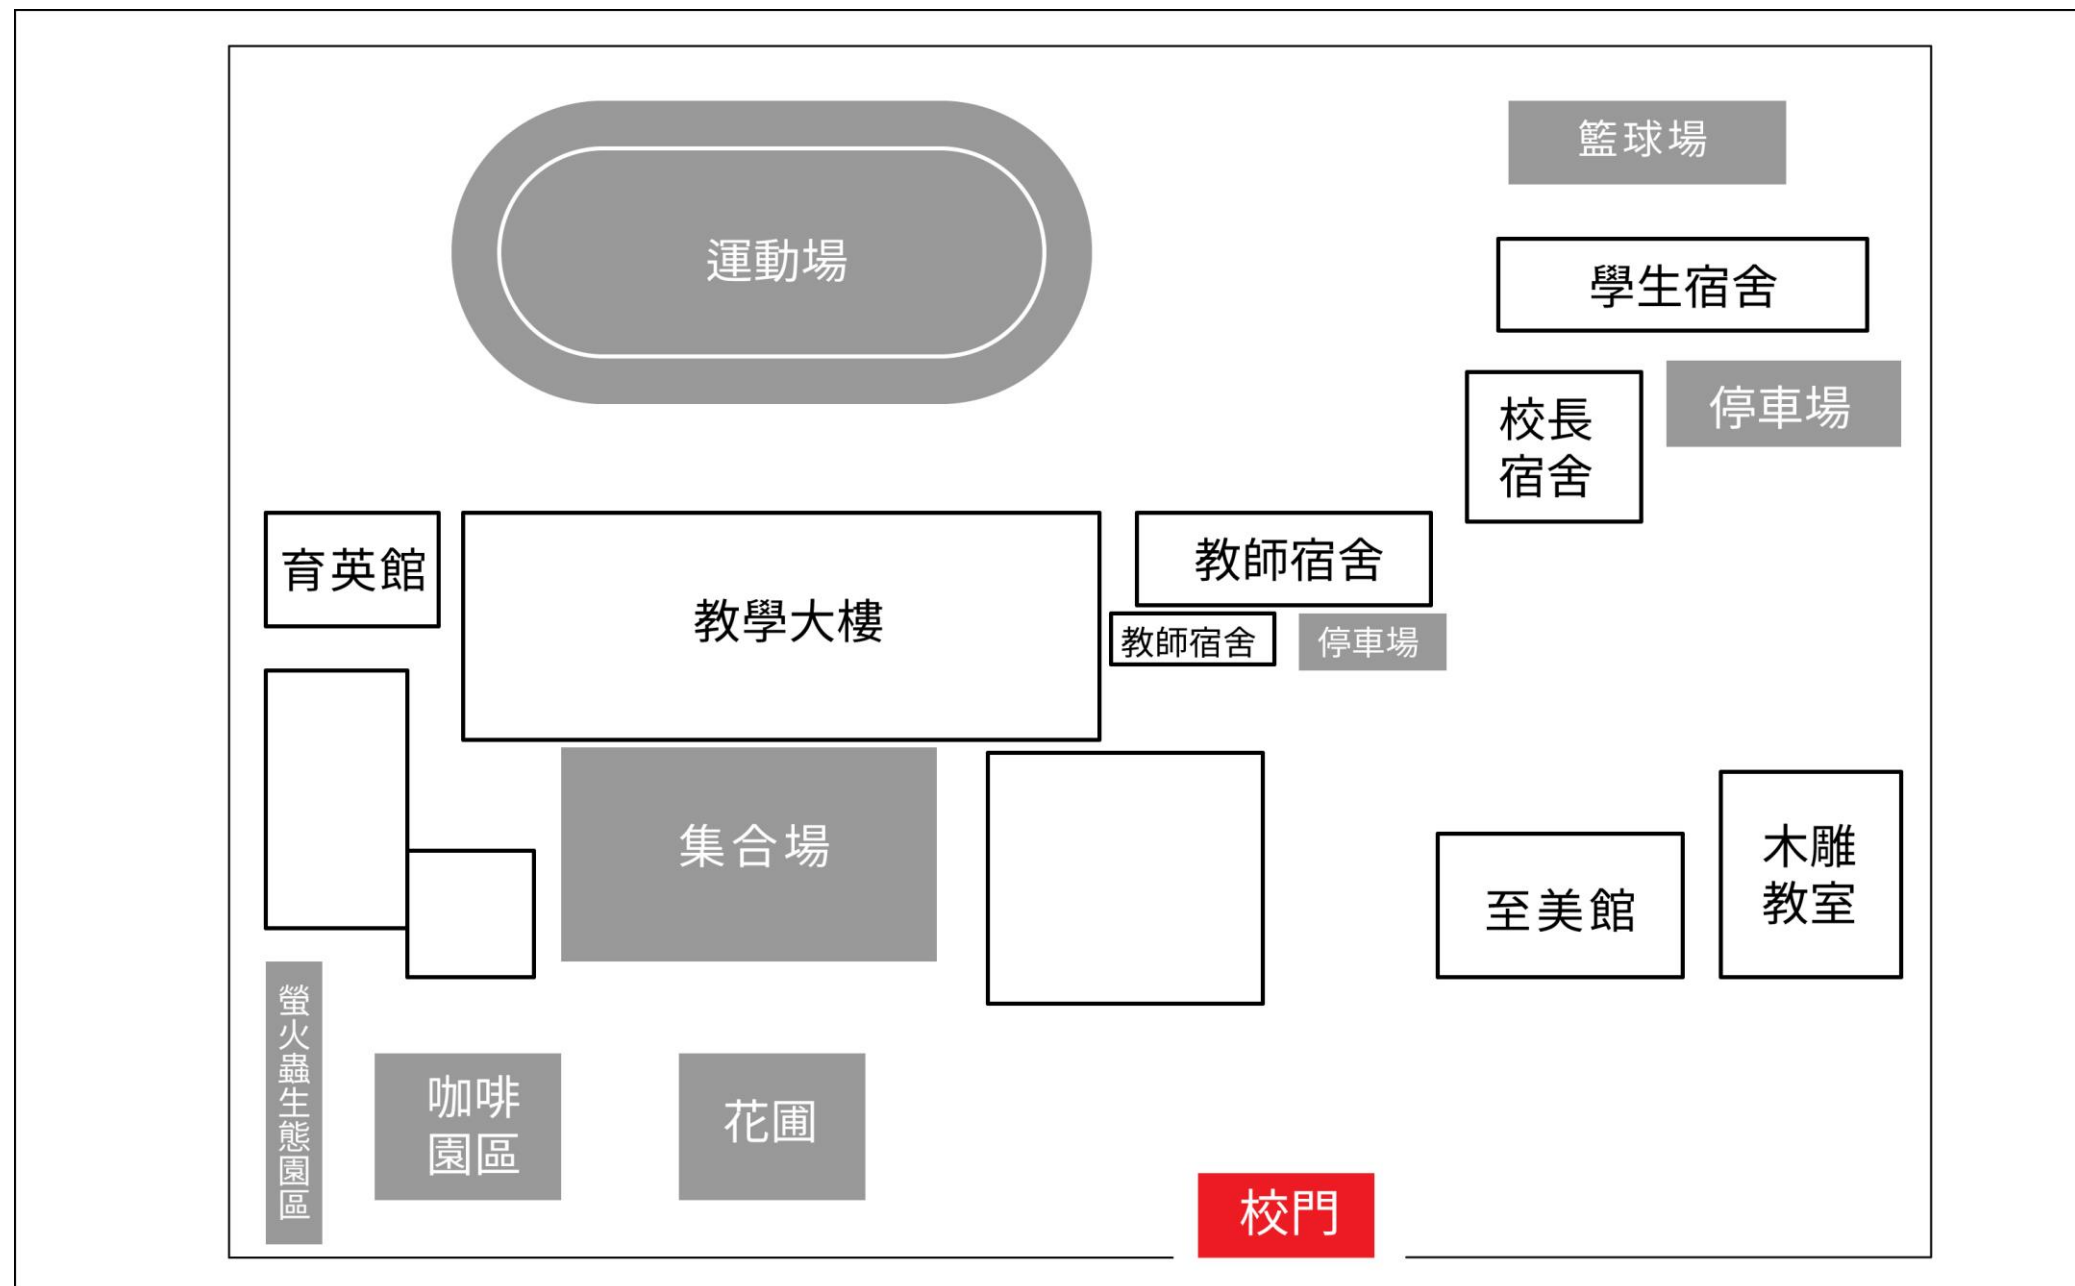 籃球場
運動場
學生宿舍
校長
宿舍
停車場
育英館
教學大樓
教師宿舍
教師宿舍
停車場
集合場
至美館
木雕
教室
螢火蟲生態園區
咖啡
園區
花圃
校門